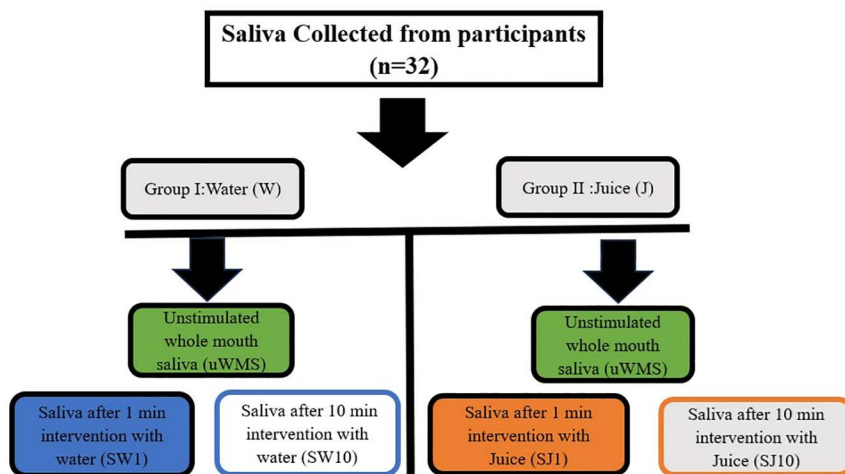 Saliva Collected from participants
(n=32)
Group I:Water (W)
Group II :Juice (J)
Unstimulated
whole mouth
saliva (uWMS)
Unstimulated
whole mouth
saliva (uWMS)
Saliva after 1 min
intervention with
water (SW1)
Saliva after 10 min
intervention with
water (SW10)
Saliva after 1 min
intervention with
Juice (SJ1)
Saliva after 10 min
intervention with
Juice (SJ10)